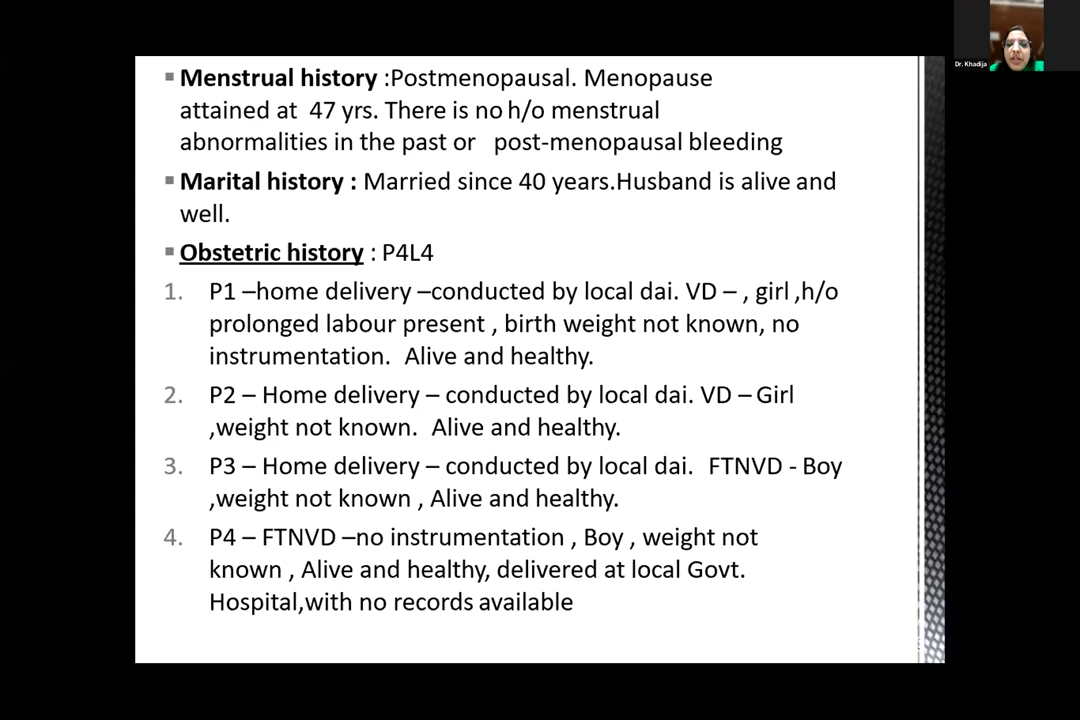 Menstrual history :Postmenopausal. Menopause
attained at 47 yrs. There is no h/o menstrual
abnormalities in the past or post-menopausal bleeding
Marital history : Married since 40 years.Husband is alive and
well.
Obstetric history : P4L4
1. P1 –home delivery –conducted by local dai. VD – , girl ,h/o
prolonged labour present , birth weight not known, no
instrumentation. Alive and healthy.
2. P2 – Home delivery – conducted by local dai. VD – Girl
,weight not known. Alive and healthy.
3. P3 – Home delivery – conducted by local dai. FTNVD - Boy
,weight not known , Alive and healthy.
4. P4 – FTNVD –no instrumentation , Boy , weight not
known , Alive and healthy, delivered at local Govt.
Hospital,with no records available
Dr. Khadija